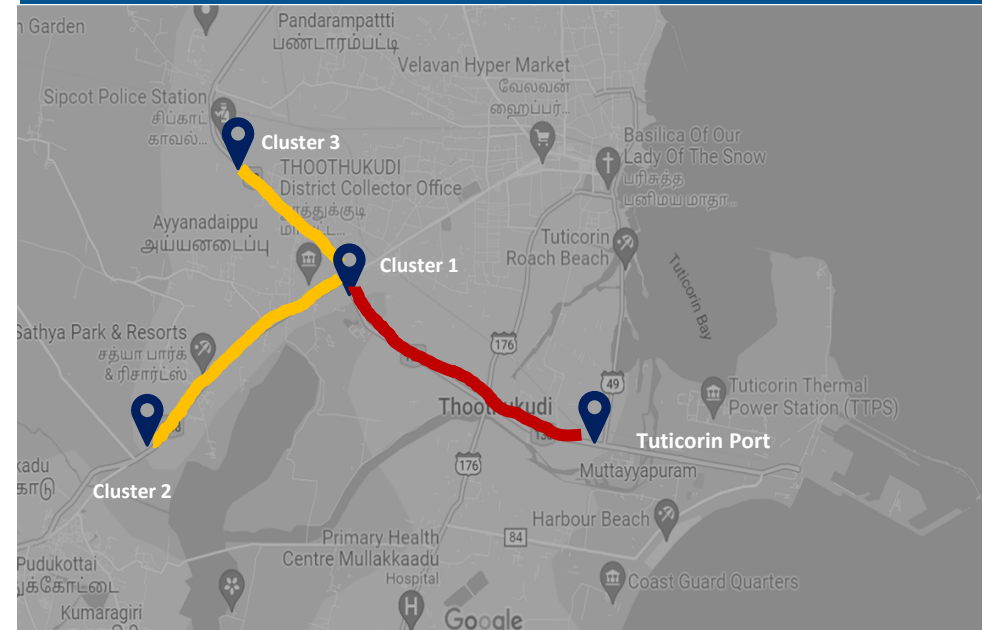 n Garden
Pandarampattti
பண்டாரம்பட்டி
Velavan Hyper Market
வேலவன்
ஹைப்பர்...
Sipcot Police Station
சிப்காட்
காவல்...
Cluster 3
Basilica Of Our
Lady Of The Snow
பரிசுத்த
பனிமய மாதா...
THOOTHUKUDI
District Collector Office
Ayyanadaippu
அய்யனடைப்பு
Tuticorin
Roach Beach
Cluster 1
Tuticorin Bay
Sathya Park & Resorts
சத்யா பார்க்
& ரிசார்ட்ஸ்
176
49
Tuticorin Thermal
Power Station (TTPS)
Thoothukudi
Tuticorin Port
176
Muttayyapuram
kadu
காடு
Cluster 2
Harbour Beach
84
Primary Health
Centre Mullakkaadu
Hospital
Pudukottai
துக்கோட்டை
Coast Guard Quarters
Kumaragiri
H
Google